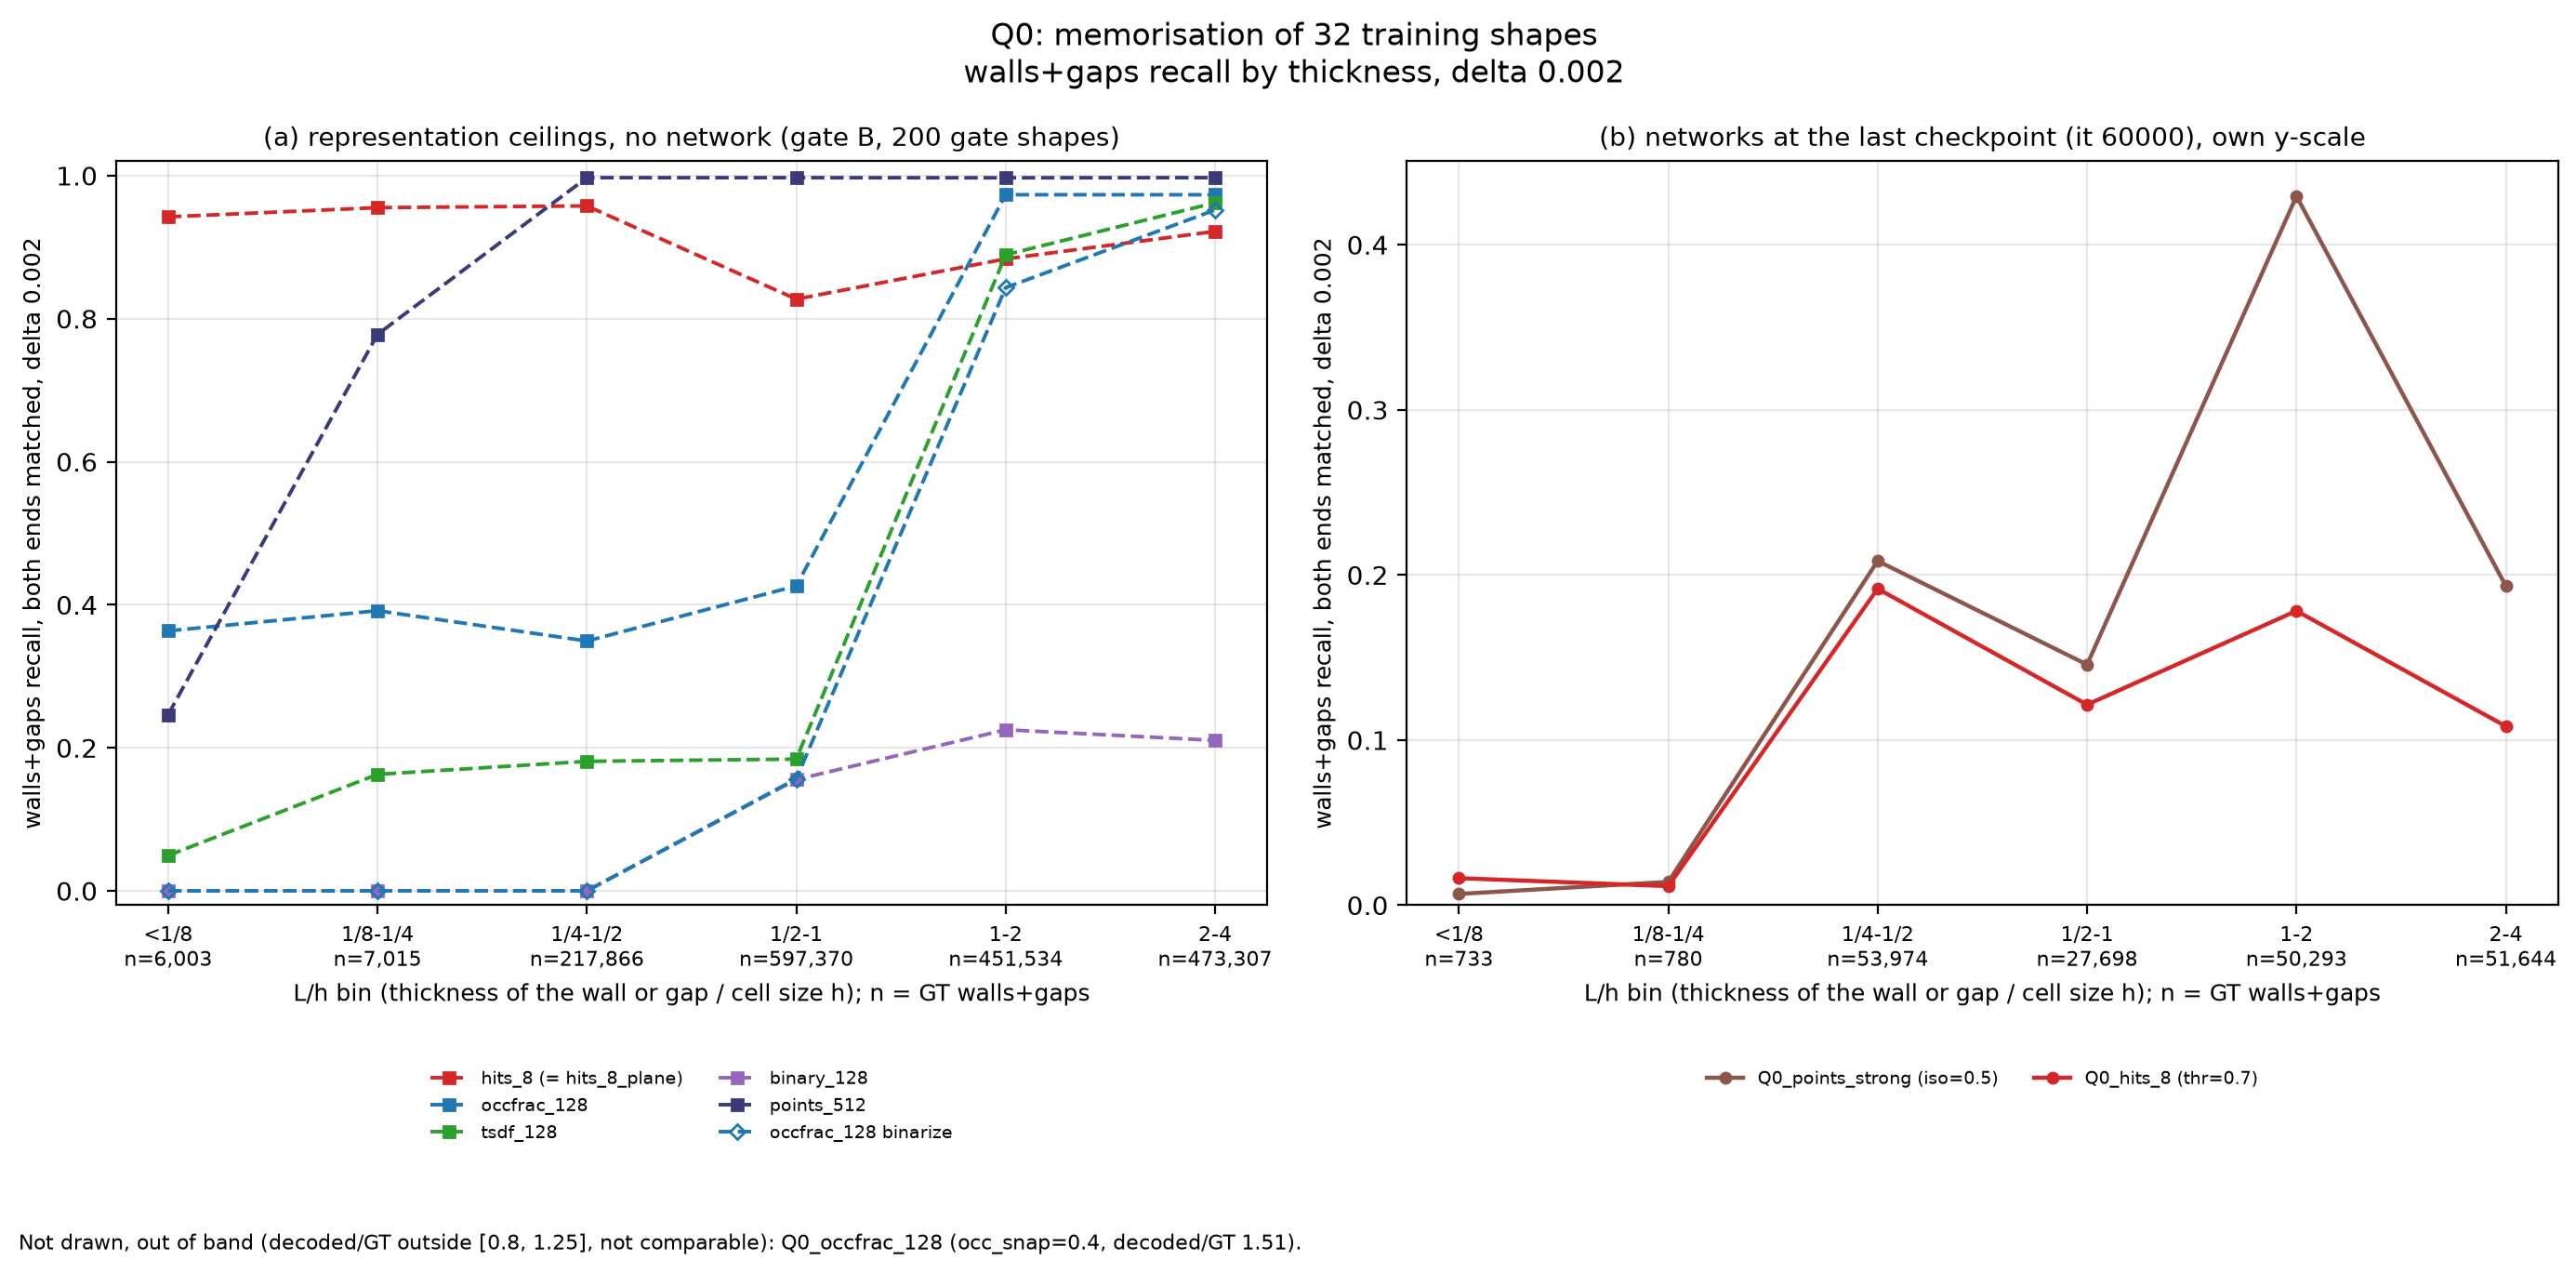 Q0: memorisation of 32 training shapes
walls+gaps recall by thickness, delta 0.002
(a) representation ceilings, no network (gate B, 200 gate shapes)
walls+gaps recall, both ends matched, delta 0.002
1.0
0.8
0.6
0.4
0.2
0.0
<1/8 1/8-1/4 1/4-1/2 1/2-1 1-2 2-4
n=6,003 n=7,015 n=217,866 n=597,370 n=451,534 n=473,307
L/h bin (thickness of the wall or gap / cell size h); n = GT walls+gaps
hits_8 (= hits_8_plane)
occfrac_128
tsdf_128
binary_128
points_512
occfrac_128 binarize
(b) networks at the last checkpoint (it 60000), own y-scale
walls+gaps recall, both ends matched, delta 0.002
0.4
0.3
0.2
0.1
0.0
<1/8 1/8-1/4 1/4-1/2 1/2-1 1-2 2-4
n=733 n=780 n=53,974 n=27,698 n=50,293 n=51,644
L/h bin (thickness of the wall or gap / cell size h); n = GT walls+gaps
Q0_points_strong (iso=0.5)
Q0_hits_8 (thr=0.7)
Not drawn, out of band (decoded/GT outside [0.8, 1.25], not comparable): Q0_occfrac_128 (occ_snap=0.4, decoded/GT 1.51).